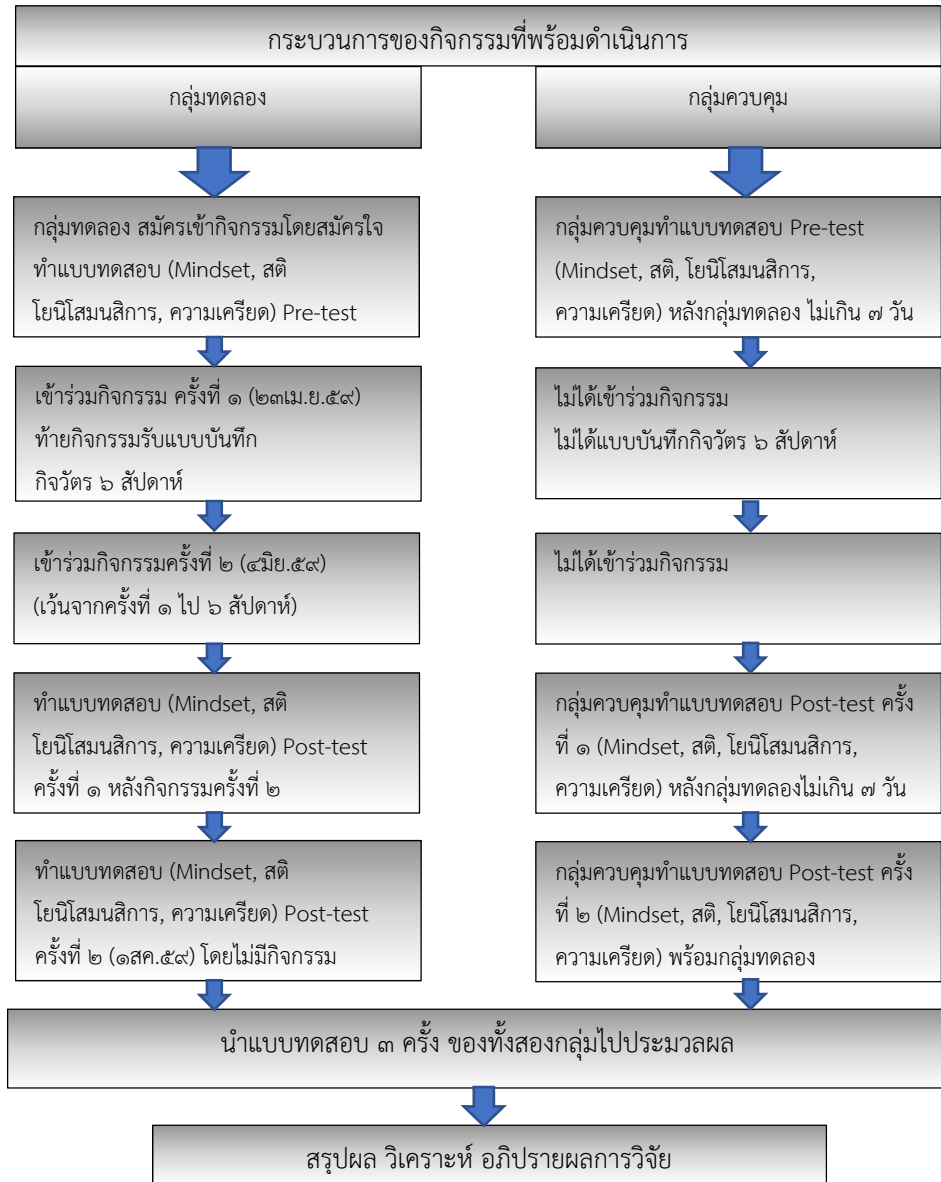 กระบวนการของกิจกรรมที่พร้อมดำเนินการ
กลุ่มทดลอง
กลุ่มควบคุม
กลุ่มทดลอง สมัครเข้ากิจกรรมโดยสมัครใจ
ทำแบบทดสอบ (Mindset, สติ
โยนิโสมนสิการ, ความเครียด) Pre-test
กลุ่มควบคุมทำแบบทดสอบ Pre-test
(Mindset, สติ, โยนิโสมนสิการ,
ความเครียด) หลังกลุ่มทดลอง ไม่เกิน ๗ วัน
เข้าร่วมกิจกรรม ครั้งที่ ๑ (๒๓เม.ย.๕๙)
ท้ายกิจกรรมรับแบบบันทึก
กิจวัตร ๖ สัปดาห์
ไม่ได้เข้าร่วมกิจกรรม
ไม่ได้แบบบันทึกกิจวัตร ๖ สัปดาห์
เข้าร่วมกิจกรรมครั้งที่ ๒ (๔มิย.๕๙)
(เว้นจากครั้งที่ ๑ ไป ๖ สัปดาห์)
ไม่ได้เข้าร่วมกิจกรรม
ทำแบบทดสอบ (Mindset, สติ
โยนิโสมนสิการ, ความเครียด) Post-test
ครั้งที่ ๑ หลังกิจกรรมครั้งที่ ๒
กลุ่มควบคุมทำแบบทดสอบ Post-test ครั้ง
ที่ ๑ (Mindset, สติ, โยนิโสมนสิการ,
ความเครียด) หลังกลุ่มทดลองไม่เกิน ๗ วัน
ทำแบบทดสอบ (Mindset, สติ
โยนิโสมนสิการ, ความเครียด) Post-test
ครั้งที่ ๒ (๑สค.๕๙) โดยไม่มีกิจกรรม
กลุ่มควบคุมทำแบบทดสอบ Post-test ครั้ง
ที่ ๒ (Mindset, สติ, โยนิโสมนสิการ,
ความเครียด) พร้อมกลุ่มทดลอง
นำแบบทดสอบ ๓ ครั้ง ของทั้งสองกลุ่มไปประมวลผล
สรุปผล วิเคราะห์ อภิปรายผลการวิจัย